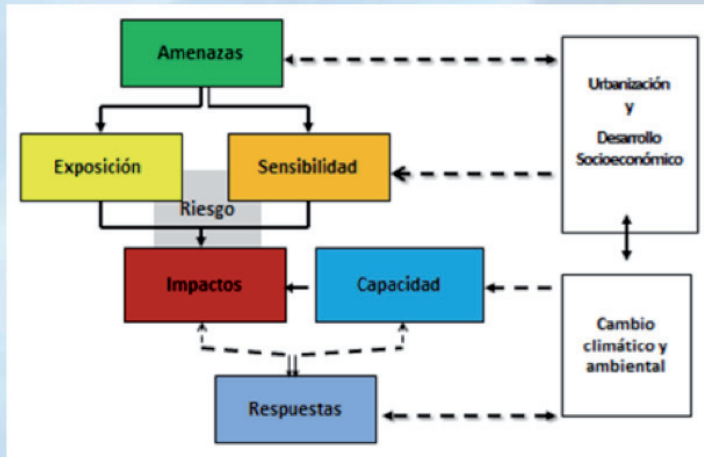 Amenazas
Urbanización
y
Desarrollo
Socioeconómico
Exposición
Sensibilidad
Riesgo
Impactos
Capacidad
Cambio
climático y
ambiental
Respuestas